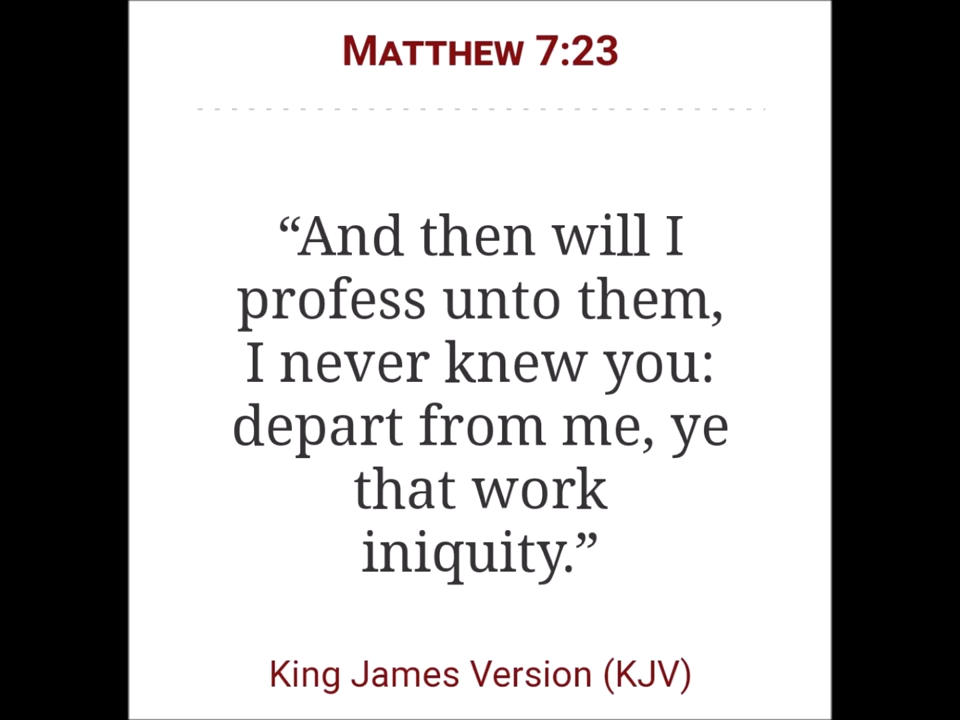 MATTHEW 7:23
“And then will I
profess unto them,
I never knew you:
depart from me, ye
that work
iniquity.”
King James Version (KJV)